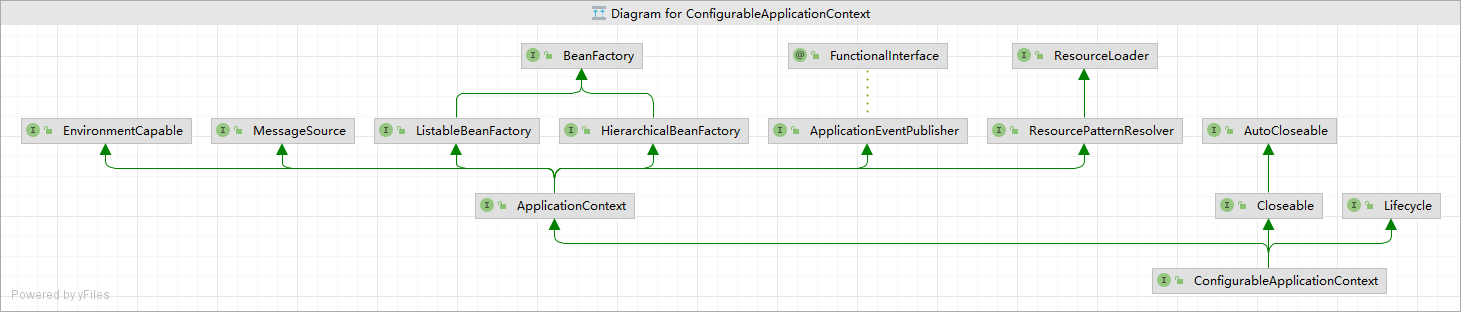 Diagram for ConfigurableApplicationContext
I BeanFactory
@ FunctionalInterface
I ResourceLoader
I EnvironmentCapable
I MessageSource
I ListableBeanFactory
I HierarchicalBeanFactory
I ApplicationEventPublisher
I ResourcePatternResolver
I AutoCloseable
I ApplicationContext
I Closeable
I Lifecycle
I ConfigurableApplicationContext
Powered by yFiles